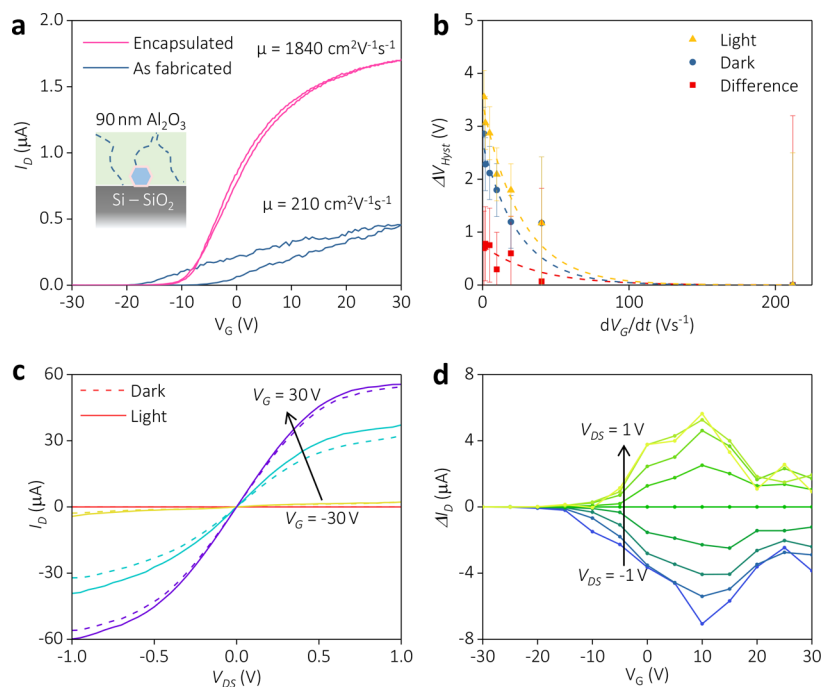 a
Encapsulated
As fabricated
μ = 1840 cm²V⁻¹s⁻¹
μ = 210 cm²V⁻¹s⁻¹
90 nm Al₂O₃
Si – SiO₂
2.0
1.5
1.0
0.5
0.0
I_D (μA)
-30 -20 -10 0 10 20 30
V_G (V)
b
Light
Dark
Difference
5
4
3
2
1
0
ΔV_Hyst (V)
0 100 200
dV_G/dt (Vs⁻¹)
c
Dark
Light
V_G = 30 V
V_G = -30 V
60
30
0
-30
-60
I_D (μA)
-1.0 -0.5 0.0 0.5 1.0
V_DS (V)
d
V_DS = 1 V
V_DS = -1 V
8
4
0
-4
-8
ΔI_D (μA)
-30 -20 -10 0 10 20 30
V_G (V)